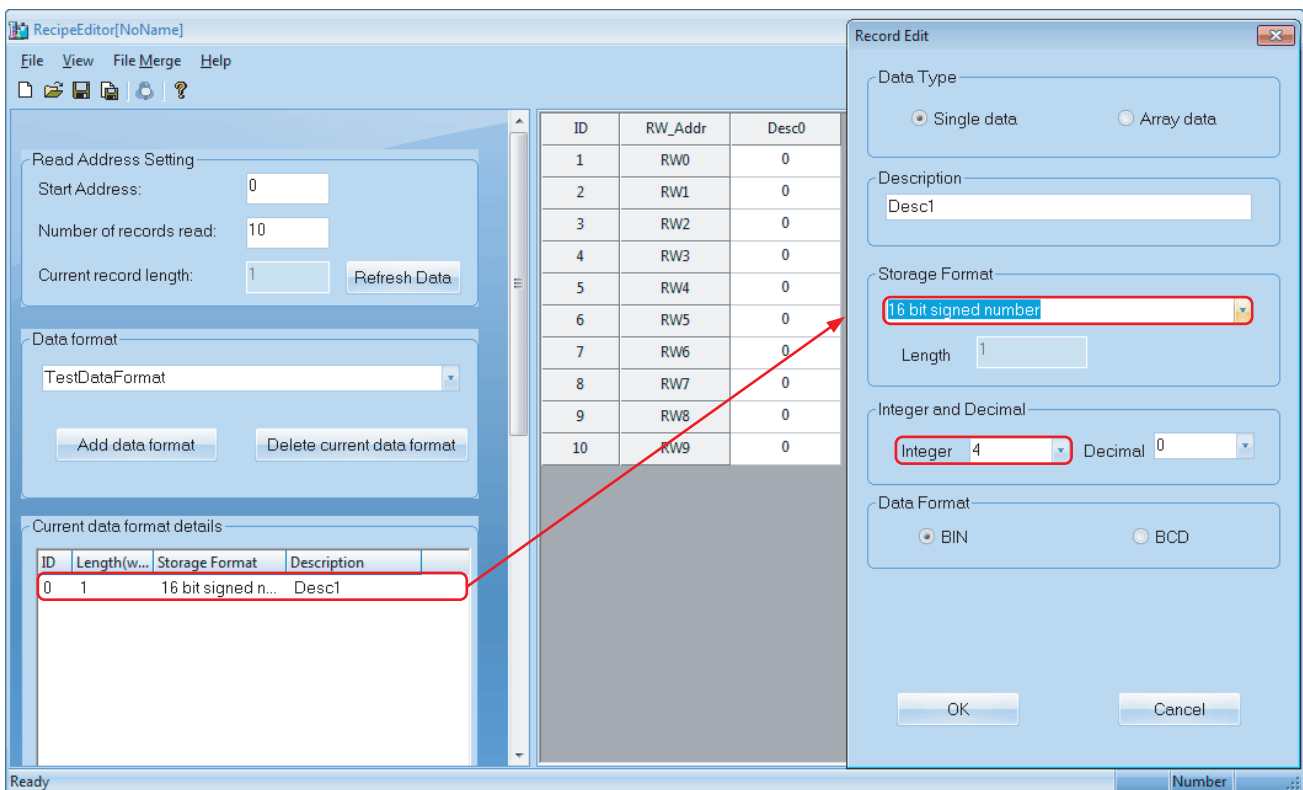 RecipeEditor[NoName]
File View File Merge Help
Read Address Setting
Start Address: 0
Number of records read: 10
Current record length: 1 Refresh Data
Data format
TestDataFormat
Add data format Delete current data format
Current data format details
ID Length(w... Storage Format Description
0 1 16 bit signed n... Desc1
ID RW_Addr Desc0
1 RW0 0
2 RW1 0
3 RW2 0
4 RW3 0
5 RW4 0
6 RW5 0
7 RW6 0
8 RW7 0
9 RW8 0
10 RW9 0
Record Edit
Data Type
Single data Array data
Description
Desc1
Storage Format
16 bit signed number
Length 1
Integer and Decimal
Integer 4 Decimal 0
Data Format
BIN BCD
OK Cancel
Ready Number